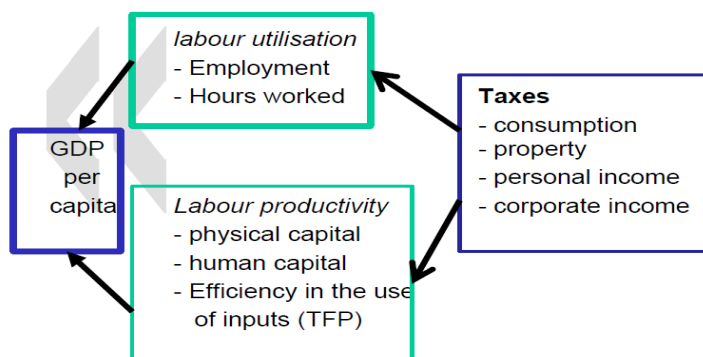 labour utilisation
- Employment
- Hours worked
Taxes
- consumption
- property
- personal income
- corporate income
GDP
per
capita
Labour productivity
- physical capital
- human capital
- Efficiency in the use
of inputs (TFP)